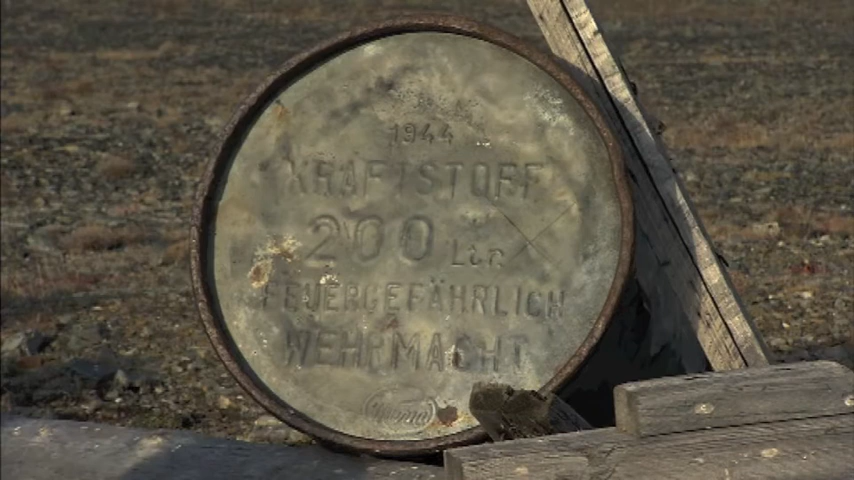 1944
KRAFTSTOFF
200 Ltr.
FEUERGEFÄHRLICH
WEHRMACHT